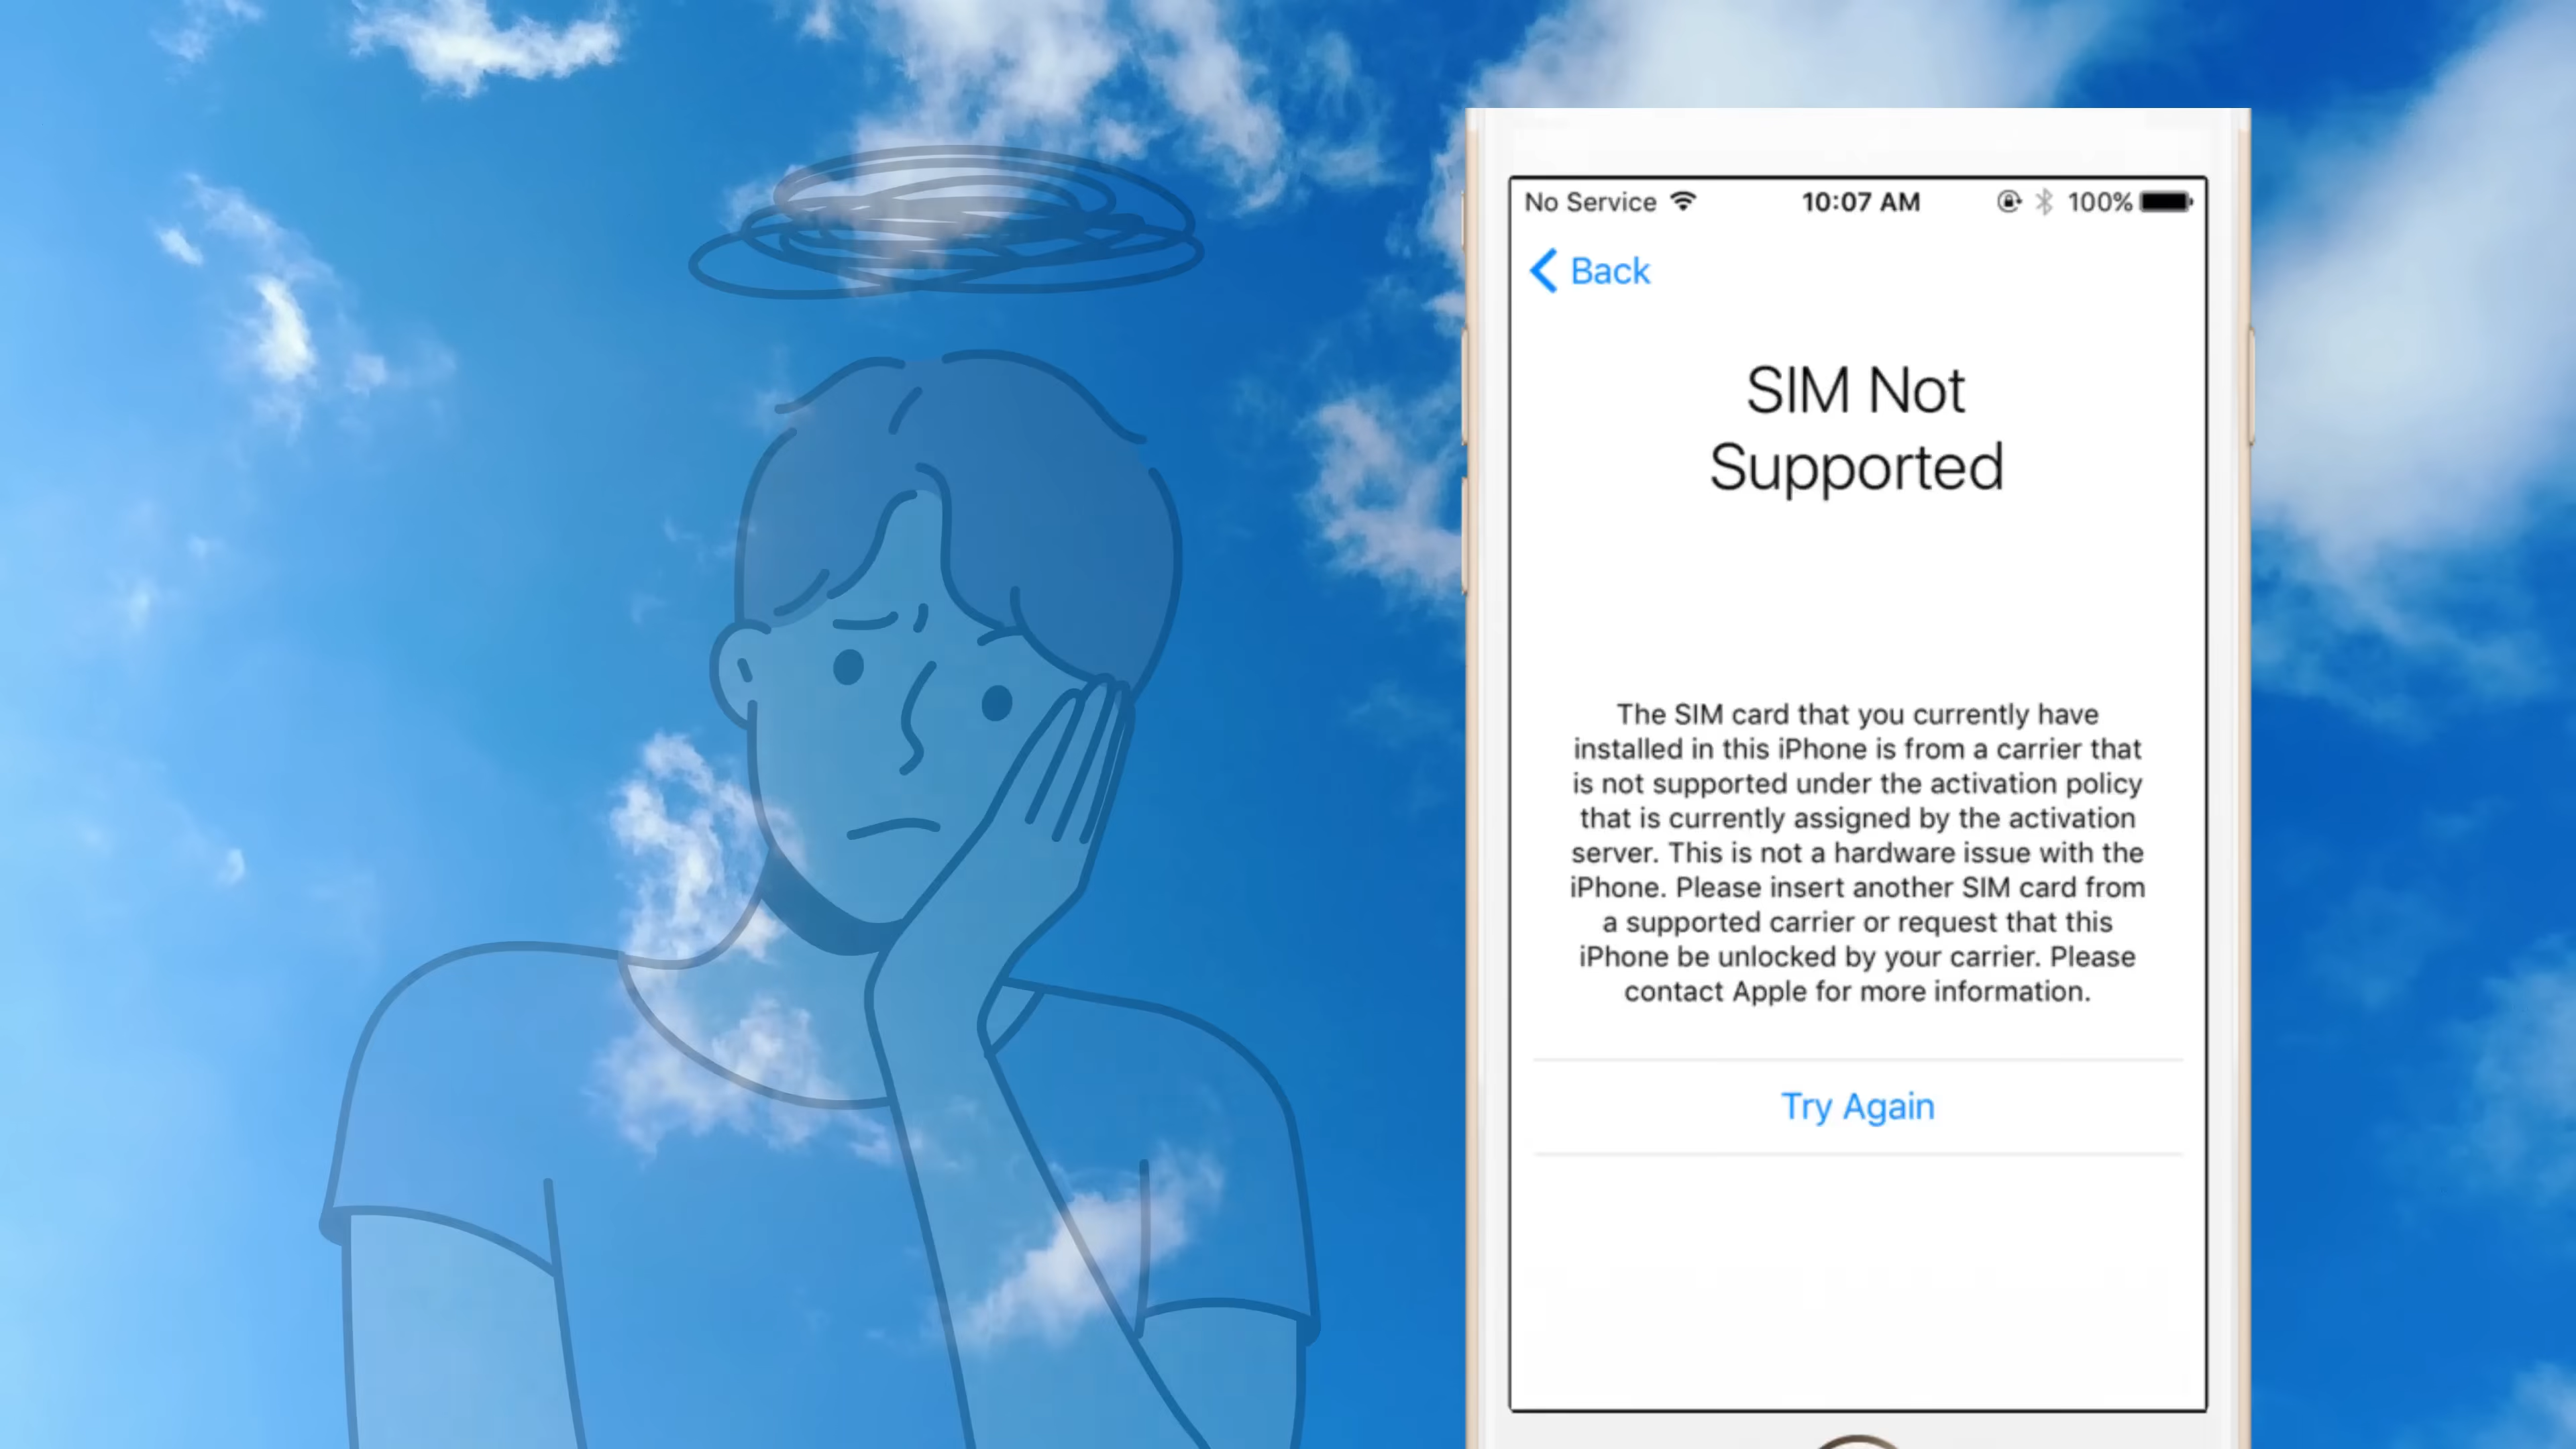 No Service
10:07 AM
100%
Back
SIM Not
Supported
The SIM card that you currently have
installed in this iPhone is from a carrier that
is not supported under the activation policy
that is currently assigned by the activation
server. This is not a hardware issue with the
iPhone. Please insert another SIM card from
a supported carrier or request that this
iPhone be unlocked by your carrier. Please
contact Apple for more information.
Try Again